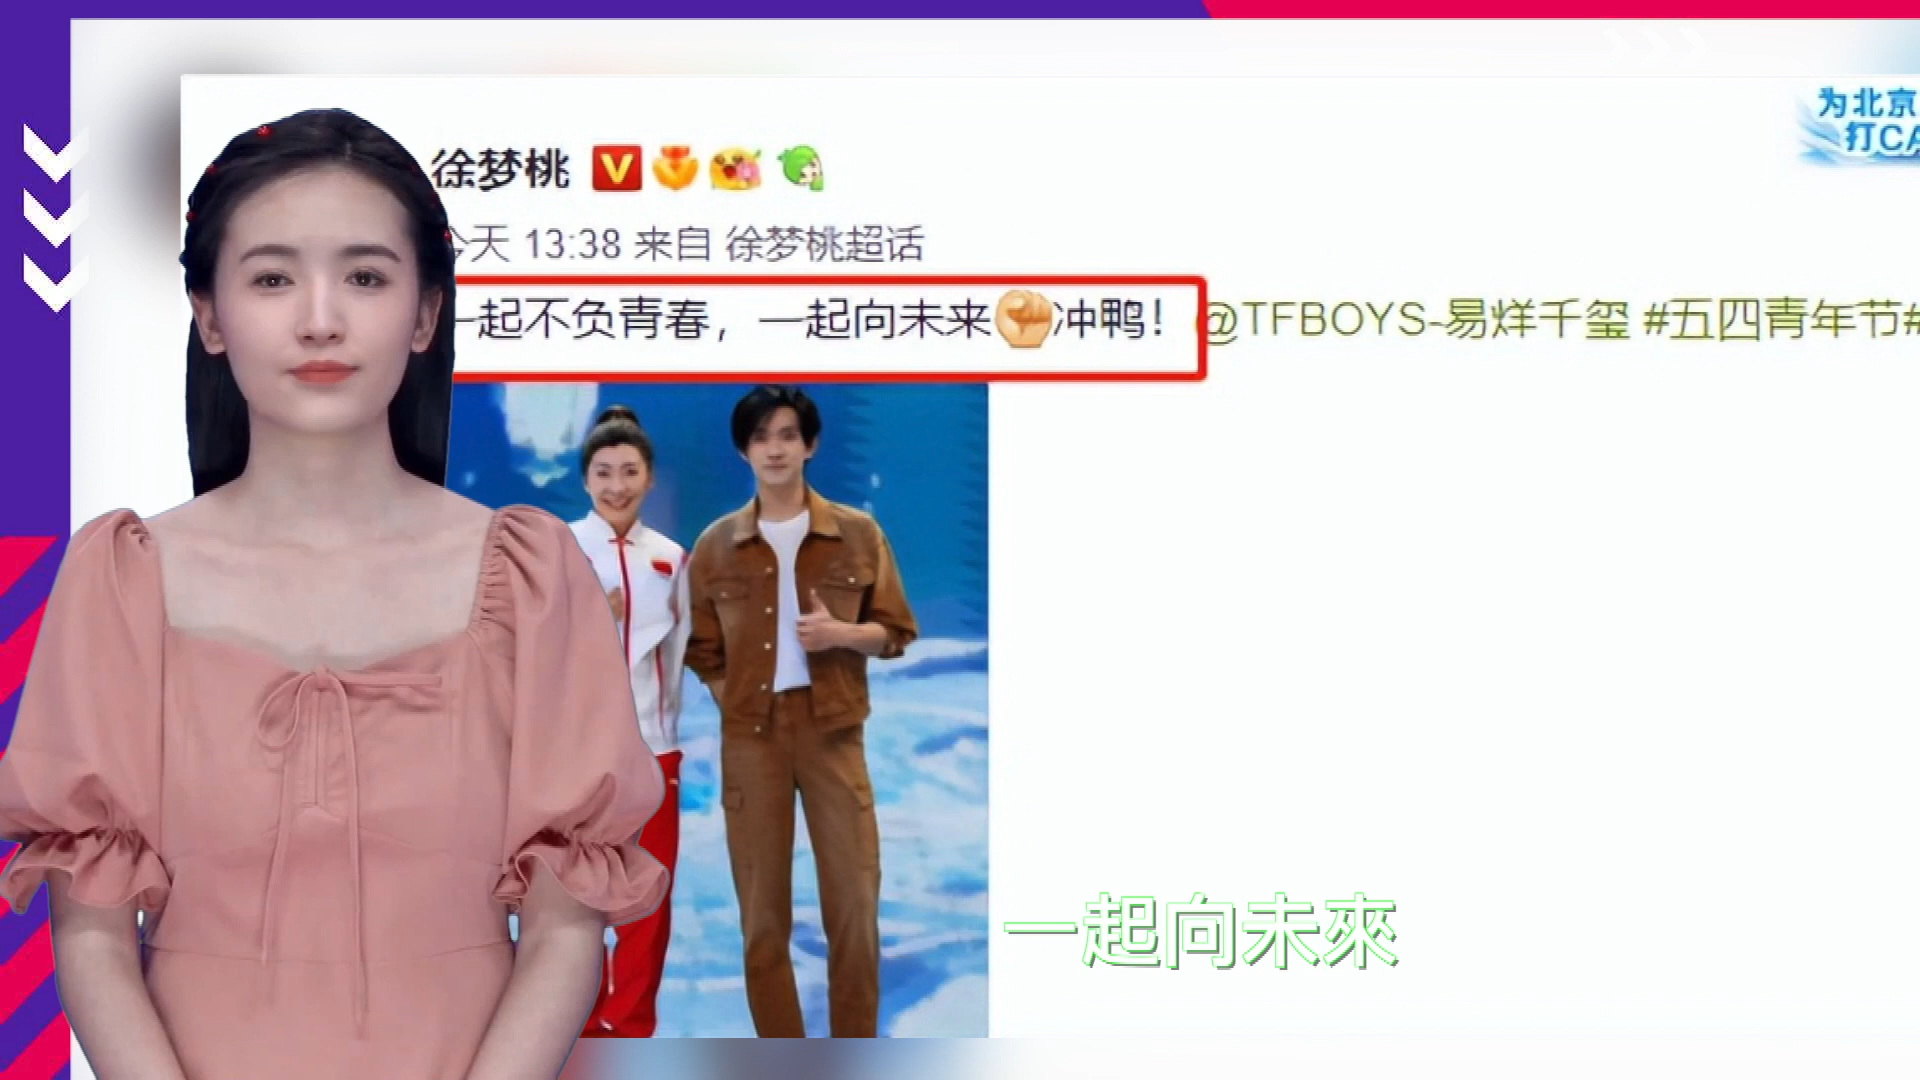 为北京
打CA
徐梦桃
今天 13:38 来自 徐梦桃超话
一起不负青春，一起向未来冲鸭！@TFBOYS-易烊千玺 #五四青年节#
一起向未來